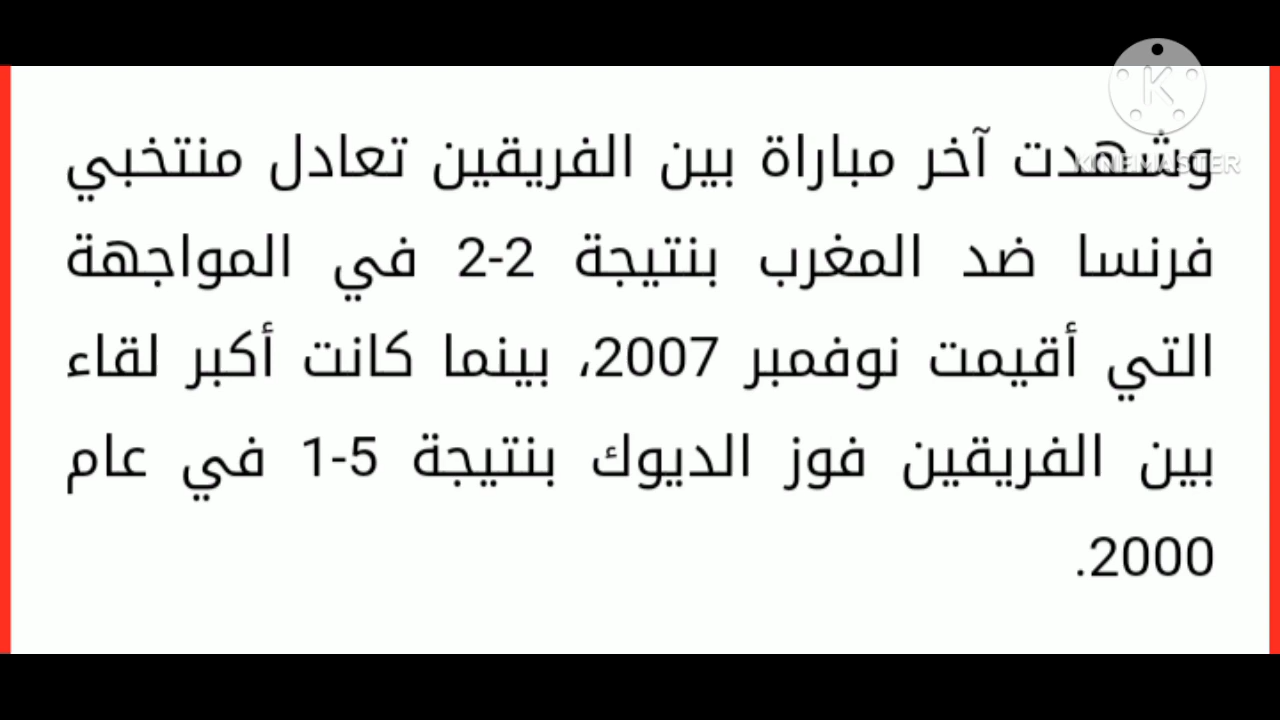 K
KINEMASTER
وشهدت آخر مباراة بين الفريقين تعادل منتخبي
فرنسا ضد المغرب بنتيجة 2-2 في المواجهة
التي أقيمت نوفمبر 2007، بينما كانت أكبر لقاء
بين الفريقين فوز الديوك بنتيجة 5-1 في عام
2000.